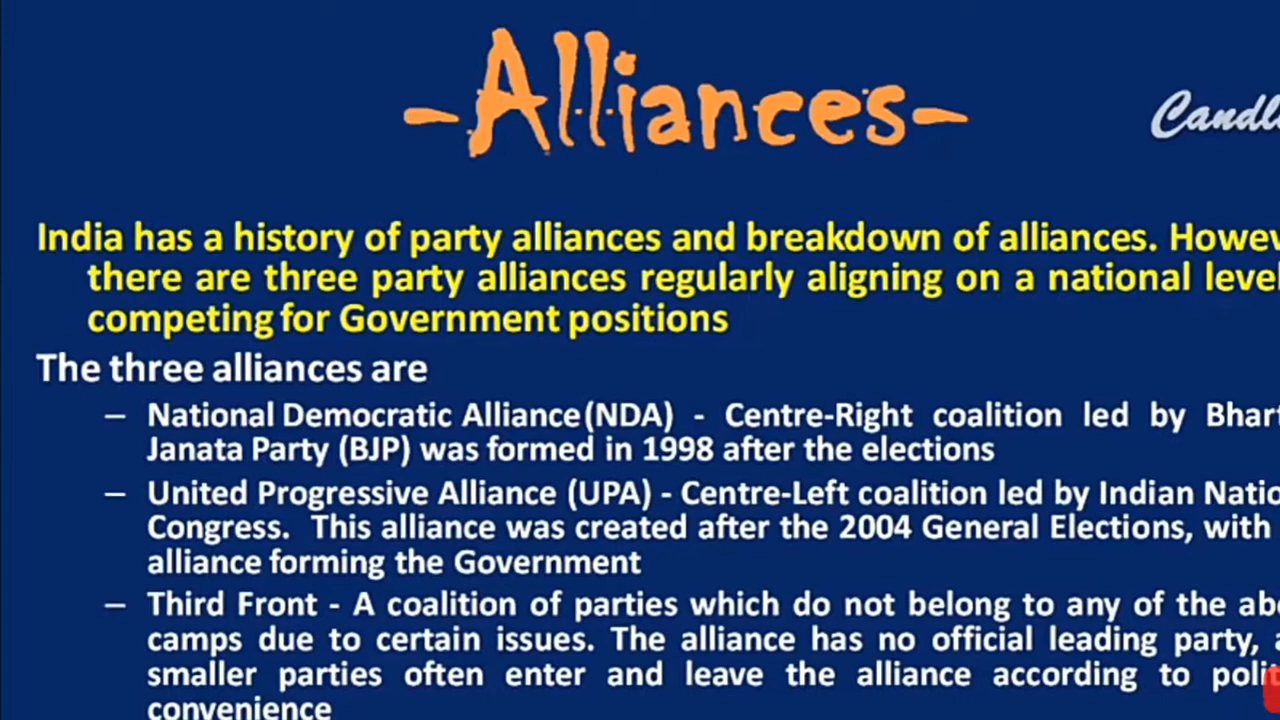 -Alliances-
India has a history of party alliances and breakdown of alliances.
there are three party alliances regularly aligning on a national
competing for Government positions
The three alliances are
– National Democratic Alliance(NDA) - Centre-Right coalition led by
Janata Party (BJP) was formed in 1998 after the elections
– United Progressive Alliance (UPA) - Centre-Left coalition led by Indian
Congress. This alliance was created after the 2004 General Elections, with
alliance forming the Government
– Third Front - A coalition of parties which do not belong to any of the
camps due to certain issues. The alliance has no official leading party,
smaller parties often enter and leave the alliance according to
convenience